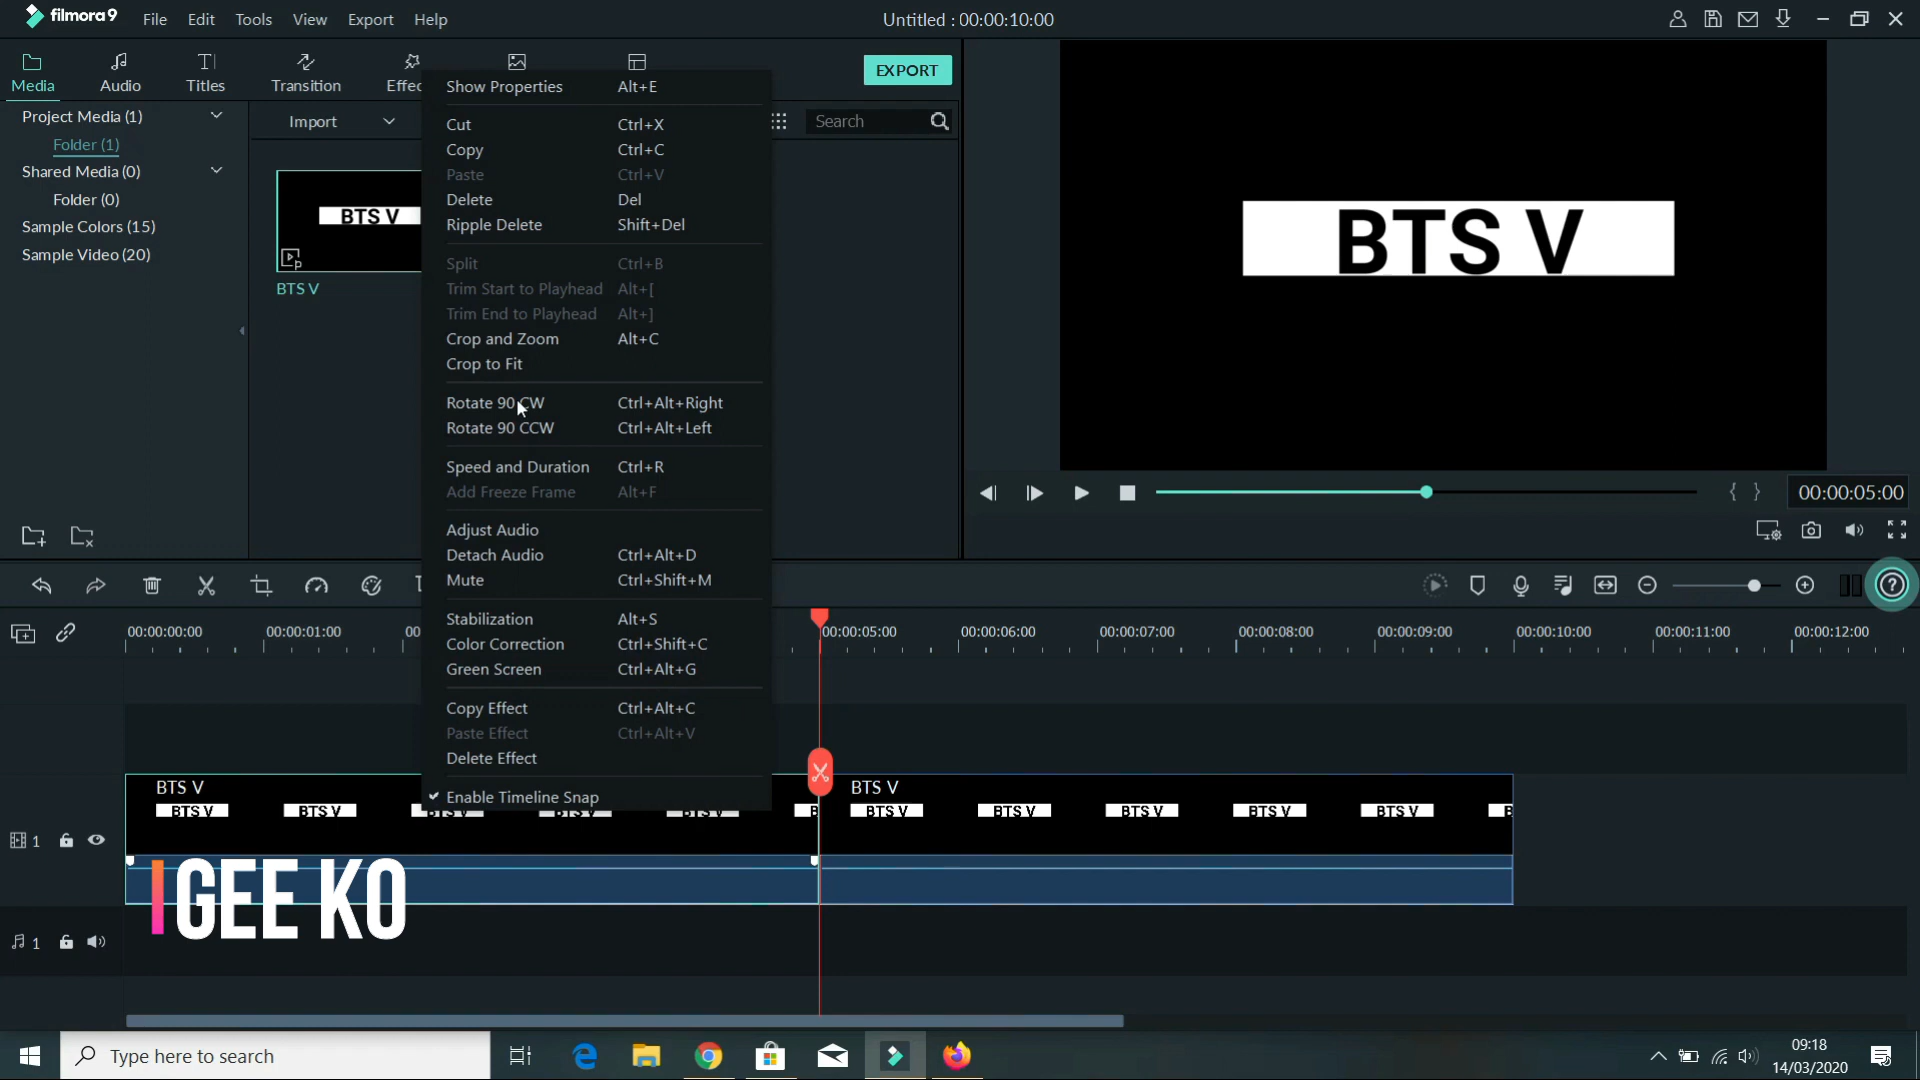 filmora9 File Edit Tools View Export Help Untitled : 00:00:10:00
Media Audio Titles Transition EXPORT
Project Media (1)
Folder (1)
Shared Media (0)
Folder (0)
Sample Colors (15)
Sample Video (20)
Import Search
BTS V
BTS V
Show Properties Alt+E
Cut Ctrl+X
Copy Ctrl+C
Paste Ctrl+V
Delete Del
Ripple Delete Shift+Del
Split Ctrl+B
Trim Start to Playhead Alt+[
Trim End to Playhead Alt+]
Crop and Zoom Alt+C
Crop to Fit
Rotate 90 CW Ctrl+Alt+Right
Rotate 90 CCW Ctrl+Alt+Left
Speed and Duration Ctrl+R
Add Freeze Frame Alt+F
Adjust Audio
Detach Audio Ctrl+Alt+D
Mute Ctrl+Shift+M
Stabilization Alt+S
Color Correction Ctrl+Shift+C
Green Screen Ctrl+Alt+G
Copy Effect Ctrl+Alt+C
Paste Effect Ctrl+Alt+V
Delete Effect
Enable Timeline Snap
BTS V
{ } 00:00:05:00
00:00:00:00 00:00:01:00 00:00:05:00 00:00:06:00 00:00:07:00 00:00:08:00 00:00:09:00 00:00:10:00 00:00:11:00 00:00:12:00
BTS V BTS V
BTS V BTS V BTS V BTS V BTS V BTS V BTS V
1
GEE KO
1
Type here to search
09:18
14/03/2020